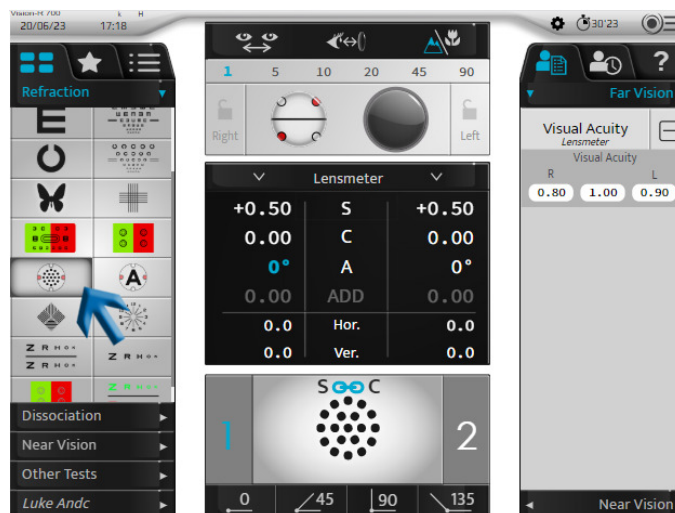 Vision-R 700
20/06/23 17:18
30'23
Refraction
E
A
Z R H O
Z R H O
Z R H
Dissociation
Near Vision
Other Tests
Luke Andc
1 5 10 20 45 90
Right Left
Lensmeter
+0.50 S +0.50
0.00 C 0.00
0° A 0°
0.00 ADD 0.00
0.0 Hor. 0.0
0.0 Ver. 0.0
S C
1 2
0 45 90 135
?
Far Vision
Visual Acuity
Lensmeter
Visual Acuity
R L
0.80 1.00 0.90
Near Vision